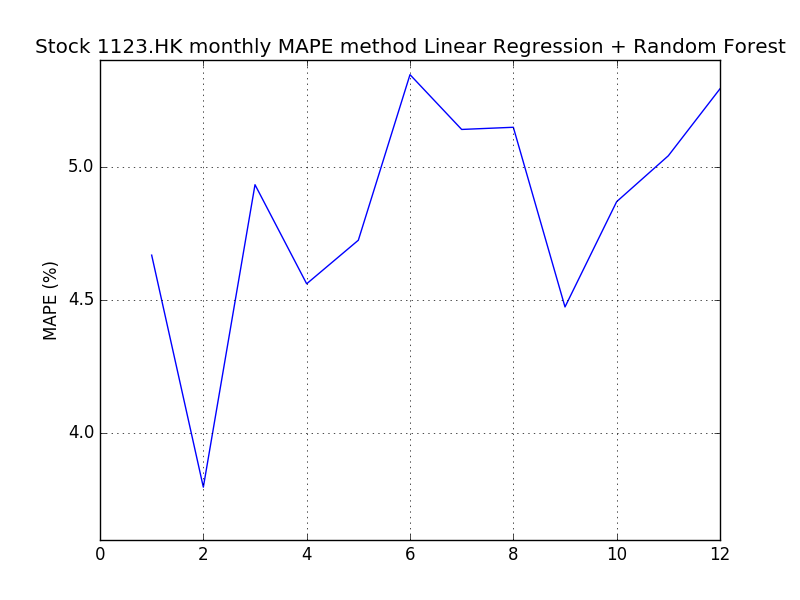 Stock 1123.HK monthly MAPE method Linear Regression + Random Forest
5.0
4.5
4.0
MAPE (%)
0 2 4 6 8 10 12